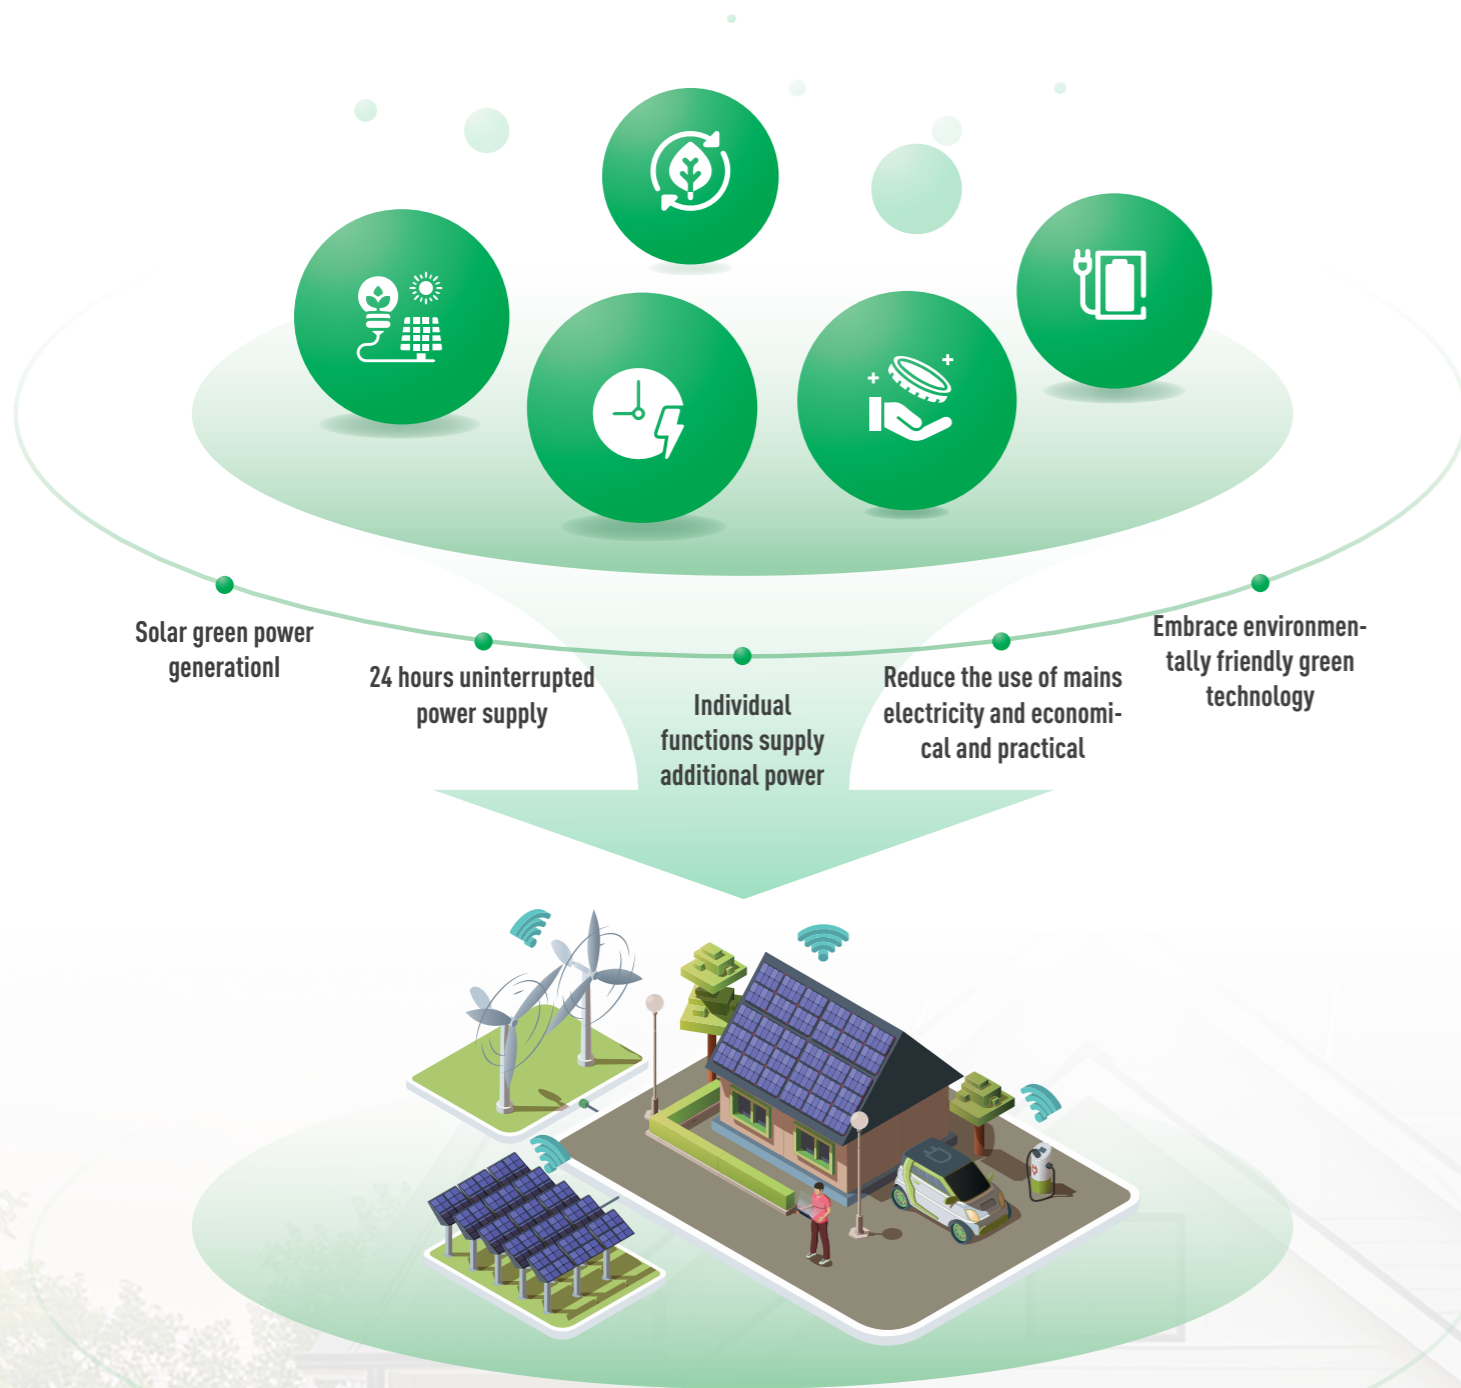 Solar green power
generationl
24 hours uninterrupted
power supply
Individual
functions supply
additional power
Reduce the use of mains
electricity and economi-
cal and practical
Embrace environmen-
tally friendly green
technology